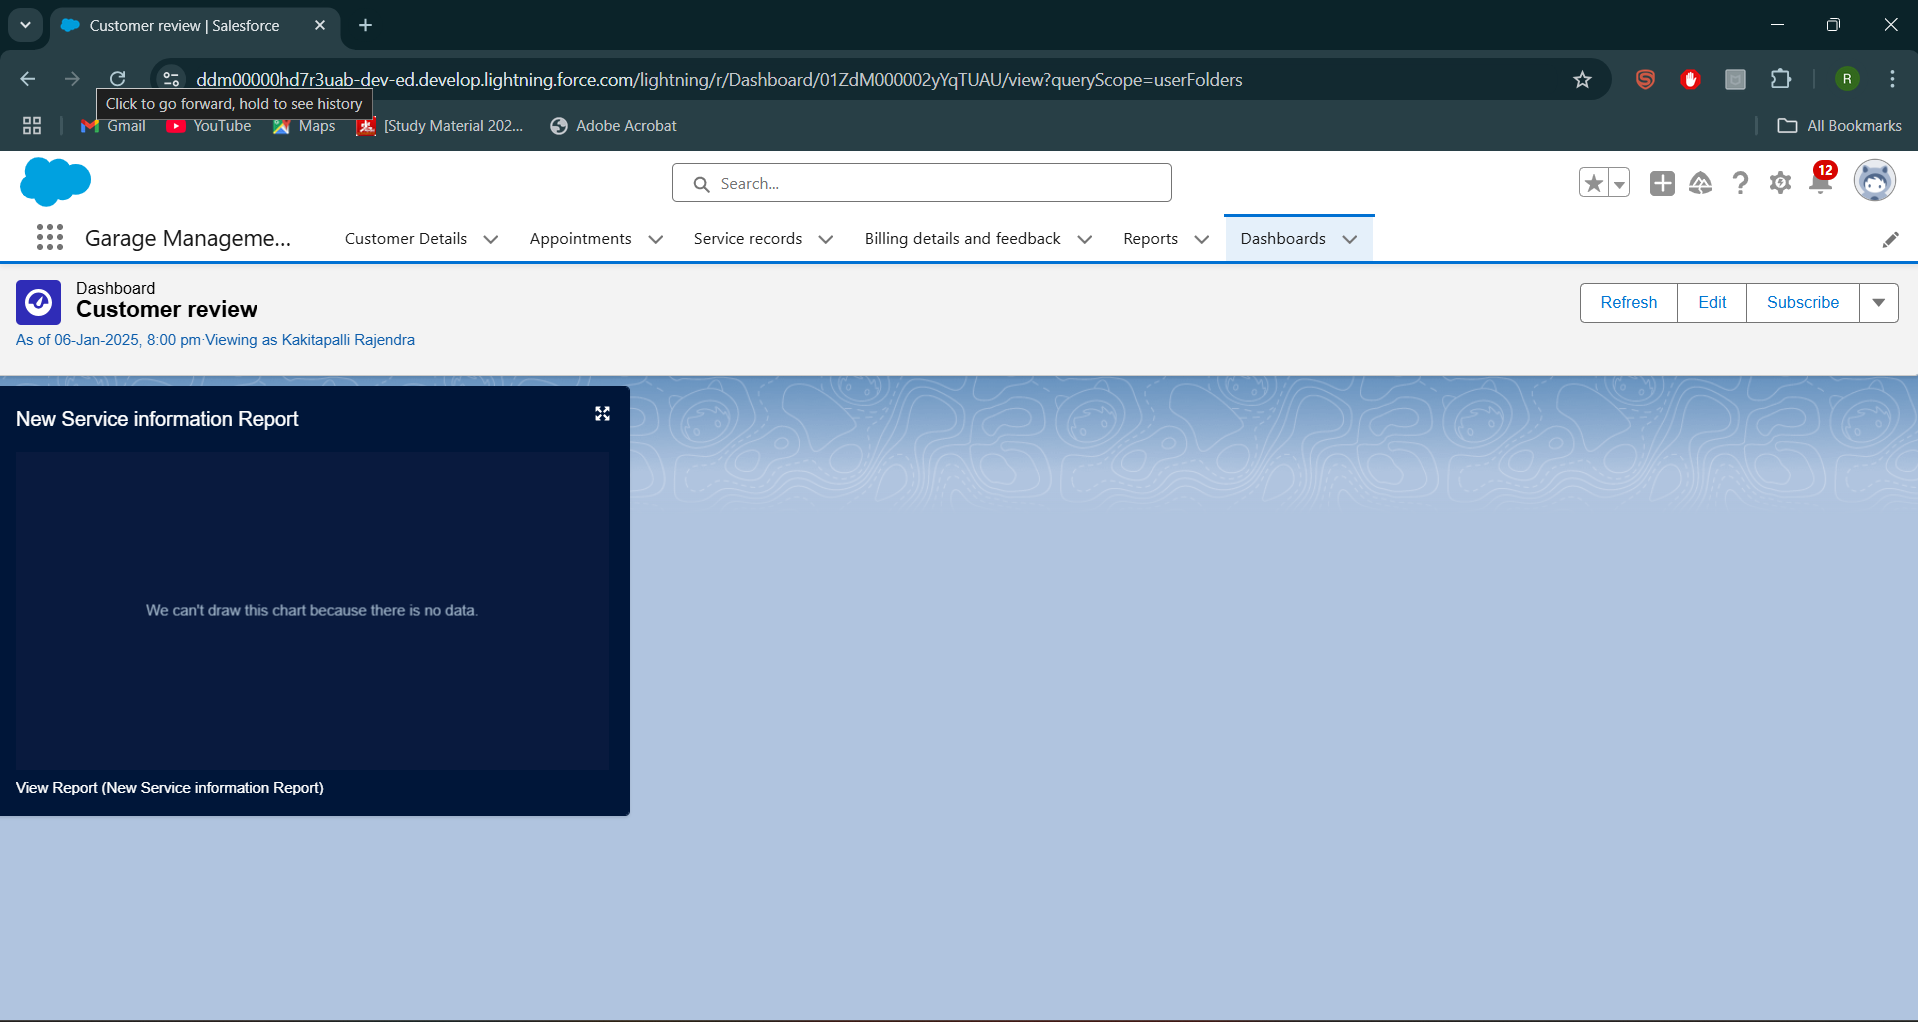 Customer review | Salesforce
ddm00000hd7r3uab-dev-ed.develop.lightning.force.com/lightning/r/Dashboard/01ZdM000002yYqTUAU/view?queryScope=userFolders
R
Click to go forward, hold to see history
Gmail YouTube Maps [Study Material 202... Adobe Acrobat All Bookmarks
Search...
12
Garage Manageme... Customer Details Appointments Service records Billing details and feedback Reports Dashboards
Dashboard
Customer review
As of 06-Jan-2025, 8:00 pm·Viewing as Kakitapalli Rajendra
Refresh Edit Subscribe
New Service information Report
We can't draw this chart because there is no data.
View Report (New Service information Report)